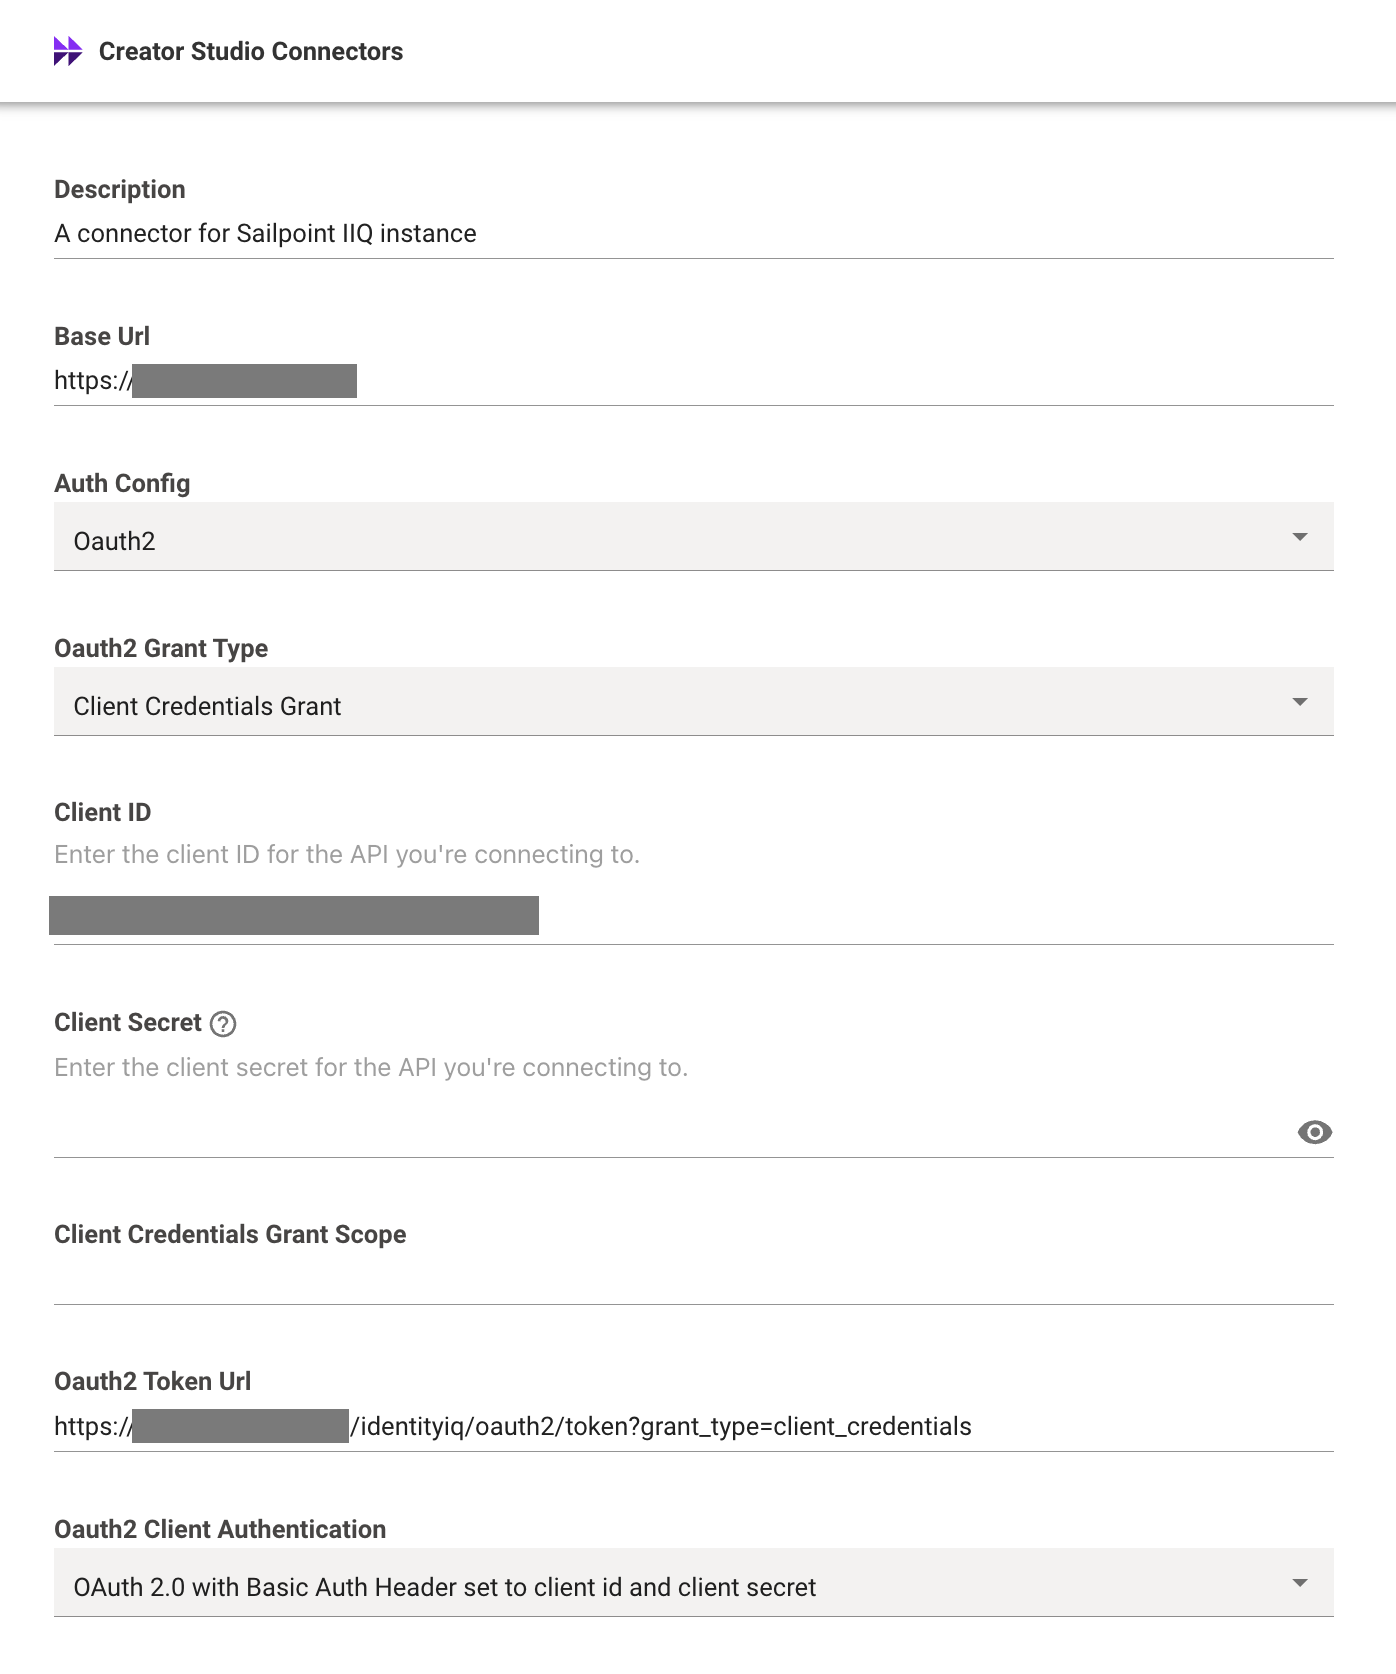 Creator Studio Connectors
Description
A connector for Sailpoint IIQ instance
Base Url
https://
Auth Config
Oauth2
Oauth2 Grant Type
Client Credentials Grant
Client ID
Enter the client ID for the API you're connecting to.
Client Secret ?
Enter the client secret for the API you're connecting to.
Client Credentials Grant Scope
Oauth2 Token Url
https:// /identityiq/oauth2/token?grant_type=client_credentials
Oauth2 Client Authentication
OAuth 2.0 with Basic Auth Header set to client id and client secret